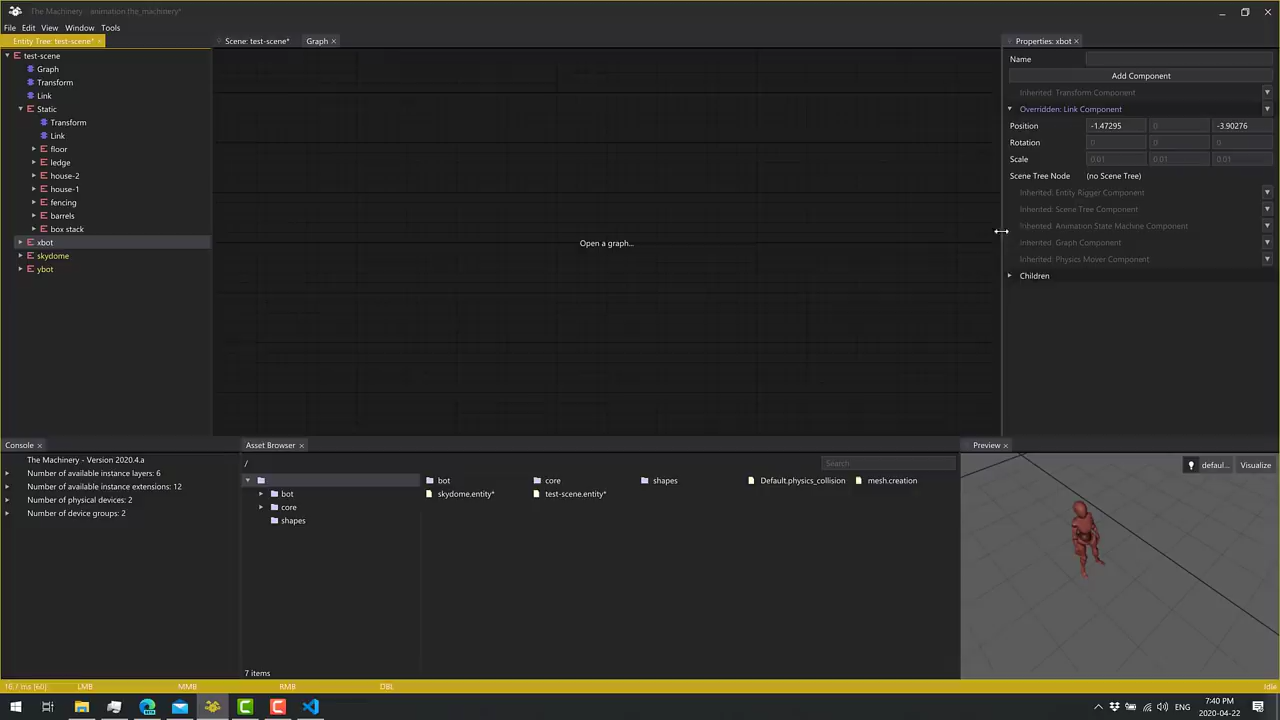 The Machinery - animation the_machinery*
File Edit View Window Tools
Entity Tree: test-scene* ×
Scene: test-scene*
Graph ×
Properties: xbot ×
test-scene
Graph
Transform
Link
Static
Transform
Link
floor
ledge
house-2
house-1
fencing
barrels
box stack
xbot
skydome
ybot
Open a graph...
Name
Add Component
Inherited: Transform Component
Overridden: Link Component
Position -1.47295 0 -3.90276
Rotation 0 0 0
Scale 0.01 0.01 0.01
Scene Tree Node (no Scene Tree)
Inherited: Entity Rigger Component
Inherited: Scene Tree Component
Inherited: Animation State Machine Component
Inherited: Graph Component
Inherited: Physics Mover Component
Children
Console ×
The Machinery - Version 2020.4.a
Number of available instance layers: 6
Number of available instance extensions: 12
Number of physical devices: 2
Number of device groups: 2
Asset Browser ×
/
Search
bot
core
shapes
bot core shapes Default.physics_collision mesh.creation
skydome.entity* test-scene.entity*
7 items
Preview ×
defaul... Visualize
16.7 ms [60] LMB MMB RMB DBL Idle
ENG
7:40 PM
2020-04-22